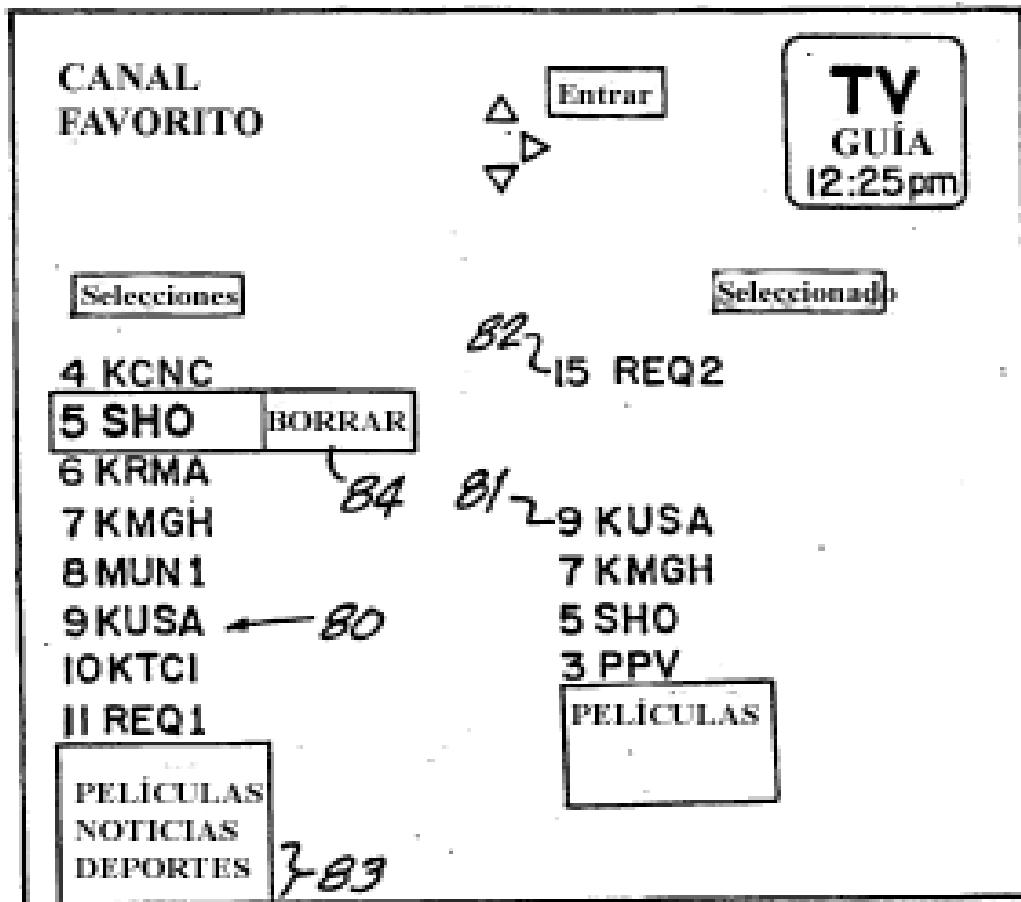 CANAL
FAVORITO
Entrar
TV
GUÍA
12:25pm
Selecciones
4 KCNC
5 SHO BORRAR
6 KRMA
84
7 KMGH
8 MUN1
9 KUSA
80
10 KTCI
11 REQ1
PELÍCULAS
NOTICIAS
DEPORTES
83
Seleccionado
82
15 REQ2
81
9 KUSA
7 KMGH
5 SHO
3 PPV
PELÍCULAS